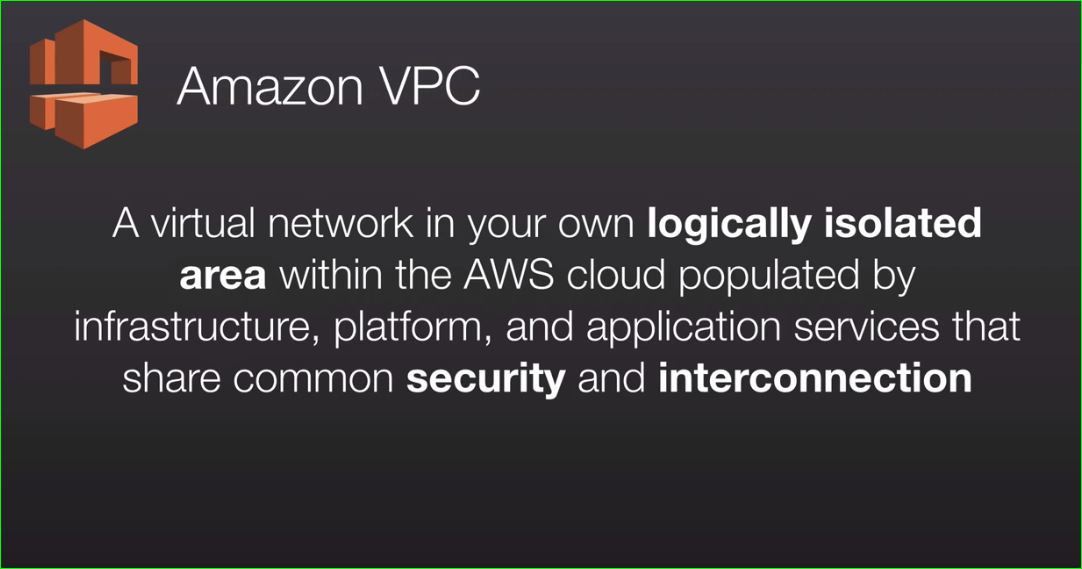 Amazon VPC
A virtual network in your own logically isolated
area within the AWS cloud populated by
infrastructure, platform, and application services that
share common security and interconnection